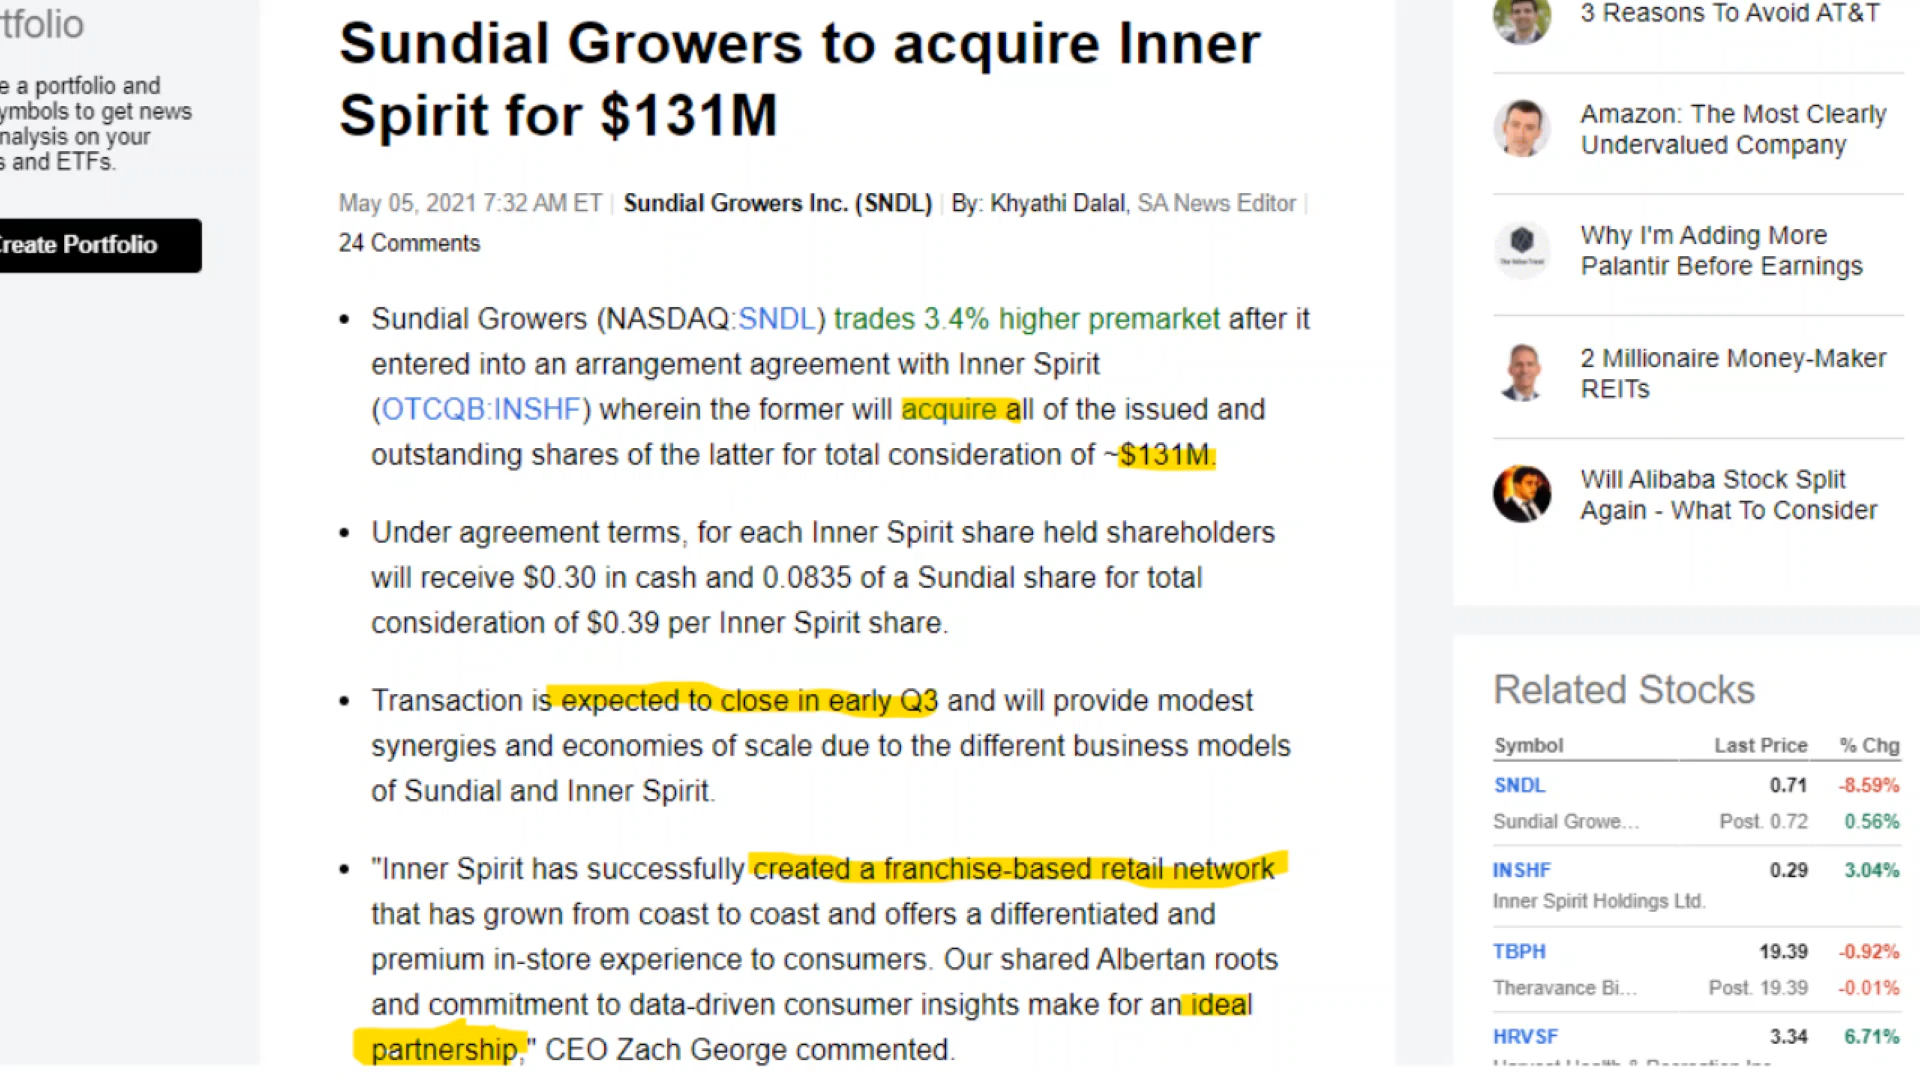 tfolio
e a portfolio and
ymbols to get news
nalysis on your
s and ETFs.
reate Portfolio
Sundial Growers to acquire Inner
Spirit for $131M
May 05, 2021 7:32 AM ET | Sundial Growers Inc. (SNDL) | By: Khyathi Dalal, SA News Editor |
24 Comments
• Sundial Growers (NASDAQ:SNDL) trades 3.4% higher premarket after it
entered into an arrangement agreement with Inner Spirit
(OTCQB:INSHF) wherein the former will acquire all of the issued and
outstanding shares of the latter for total consideration of ~$131M.
• Under agreement terms, for each Inner Spirit share held shareholders
will receive $0.30 in cash and 0.0835 of a Sundial share for total
consideration of $0.39 per Inner Spirit share.
• Transaction is expected to close in early Q3 and will provide modest
synergies and economies of scale due to the different business models
of Sundial and Inner Spirit.
• "Inner Spirit has successfully created a franchise-based retail network
that has grown from coast to coast and offers a differentiated and
premium in-store experience to consumers. Our shared Albertan roots
and commitment to data-driven consumer insights make for an ideal
partnership," CEO Zach George commented.
3 Reasons To Avoid AT&T
Amazon: The Most Clearly
Undervalued Company
Why I'm Adding More
Palantir Before Earnings
2 Millionaire Money-Maker
REITs
Will Alibaba Stock Split
Again - What To Consider
Related Stocks
Symbol Last Price % Chg
SNDL 0.71 -8.59%
Sundial Growe... Post. 0.72 0.56%
INSHF 0.29 3.04%
Inner Spirit Holdings Ltd.
TBPH 19.39 -0.92%
Theravance Bi... Post. 19.39 -0.01%
HRVSF 3.34 6.71%